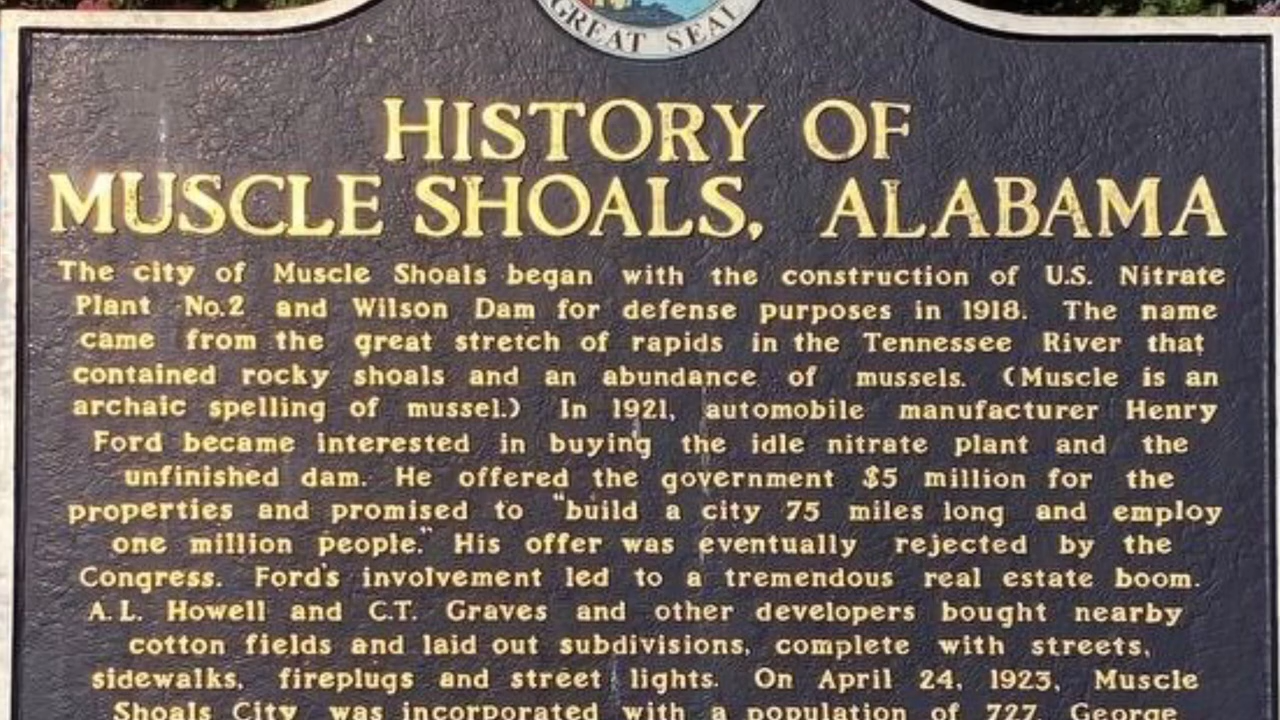 GREAT SEAL
HISTORY OF
MUSCLE SHOALS, ALABAMA
The city of Muscle Shoals began with the construction of U.S. Nitrate
Plant No.2 and Wilson Dam for defense purposes in 1918. The name
came from the great stretch of rapids in the Tennessee River that
contained rocky shoals and an abundance of mussels. (Muscle is an
archaic spelling of mussel.) In 1921, automobile manufacturer Henry
Ford became interested in buying the idle nitrate plant and the
unfinished dam. He offered the government $5 million for the
properties and promised to "build a city 75 miles long and employ
one million people." His offer was eventually rejected by the
Congress. Ford's involvement led to a tremendous real estate boom.
A.L. Howell and C.T. Graves and other developers bought nearby
cotton fields and laid out subdivisions, complete with streets,
sidewalks, fireplugs and street lights. On April 24, 1923, Muscle
Shoals City was incorporated with a population of 727. George